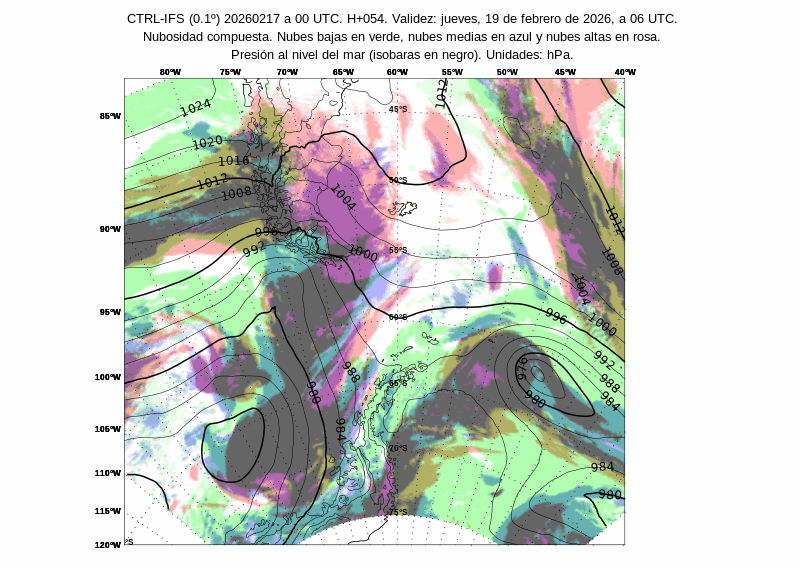 CTRL-IFS (0.1º) 20260217 a 00 UTC. H+054. Validez: jueves, 19 de febrero de 2026, a 06 UTC.
Nubosidad compuesta. Nubes bajas en verde, nubes medias en azul y nubes altas en rosa.
Presión al nivel del mar (isobaras en negro). Unidades: hPa.
80ºW 75ºW 70ºW 65ºW 60ºW 55ºW 50ºW 45ºW 40ºW
1012
1024
45ºS
85ºW
1020
1016
1012
50ºS
1008
1004
1012
90ºW
996
992
55ºS
1000
1008
1004
95ºW
60ºS
996
1000
992
988
976
100ºW
65ºS
988
980
980
984
105ºW
984
70ºS
984
110ºW
980
115ºW
75ºS
120ºW
ºS